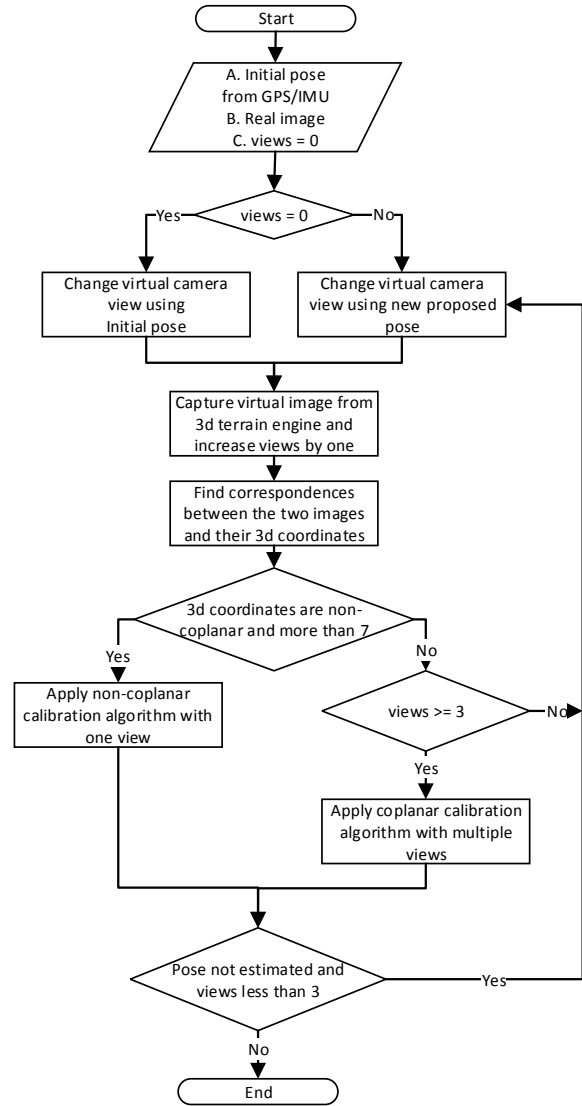 Start
A. Initial pose
from GPS/IMU
B. Real image
C. views = 0
views = 0
Yes
No
Change virtual camera
view using
Initial pose
Change virtual camera
view using new proposed
pose
Capture virtual image from
3d terrain engine and
increase views by one
Find correspondences
between the two images
and their 3d coordinates
3d coordinates are non-
coplanar and more than 7
Yes
No
Apply non-coplanar
calibration algorithm with
one view
views >= 3
No
Yes
Apply coplanar calibration
algorithm with multiple
views
Pose not estimated and
views less than 3
Yes
No
End